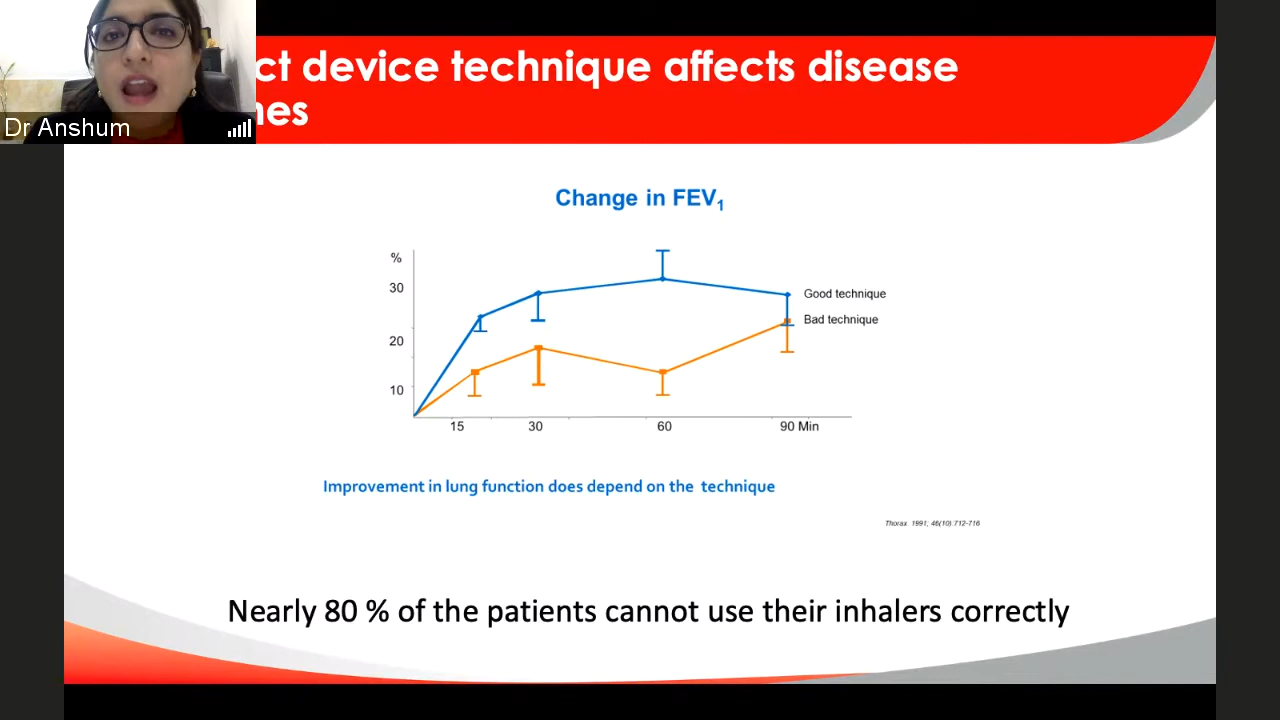 ct device technique affects disease
nes
Dr Anshum
Change in FEV₁
%
30
20
10
15 30 60 90 Min
Good technique
Bad technique
Improvement in lung function does depend on the technique
Thorax. 1991; 46(10):712-716
Nearly 80 % of the patients cannot use their inhalers correctly